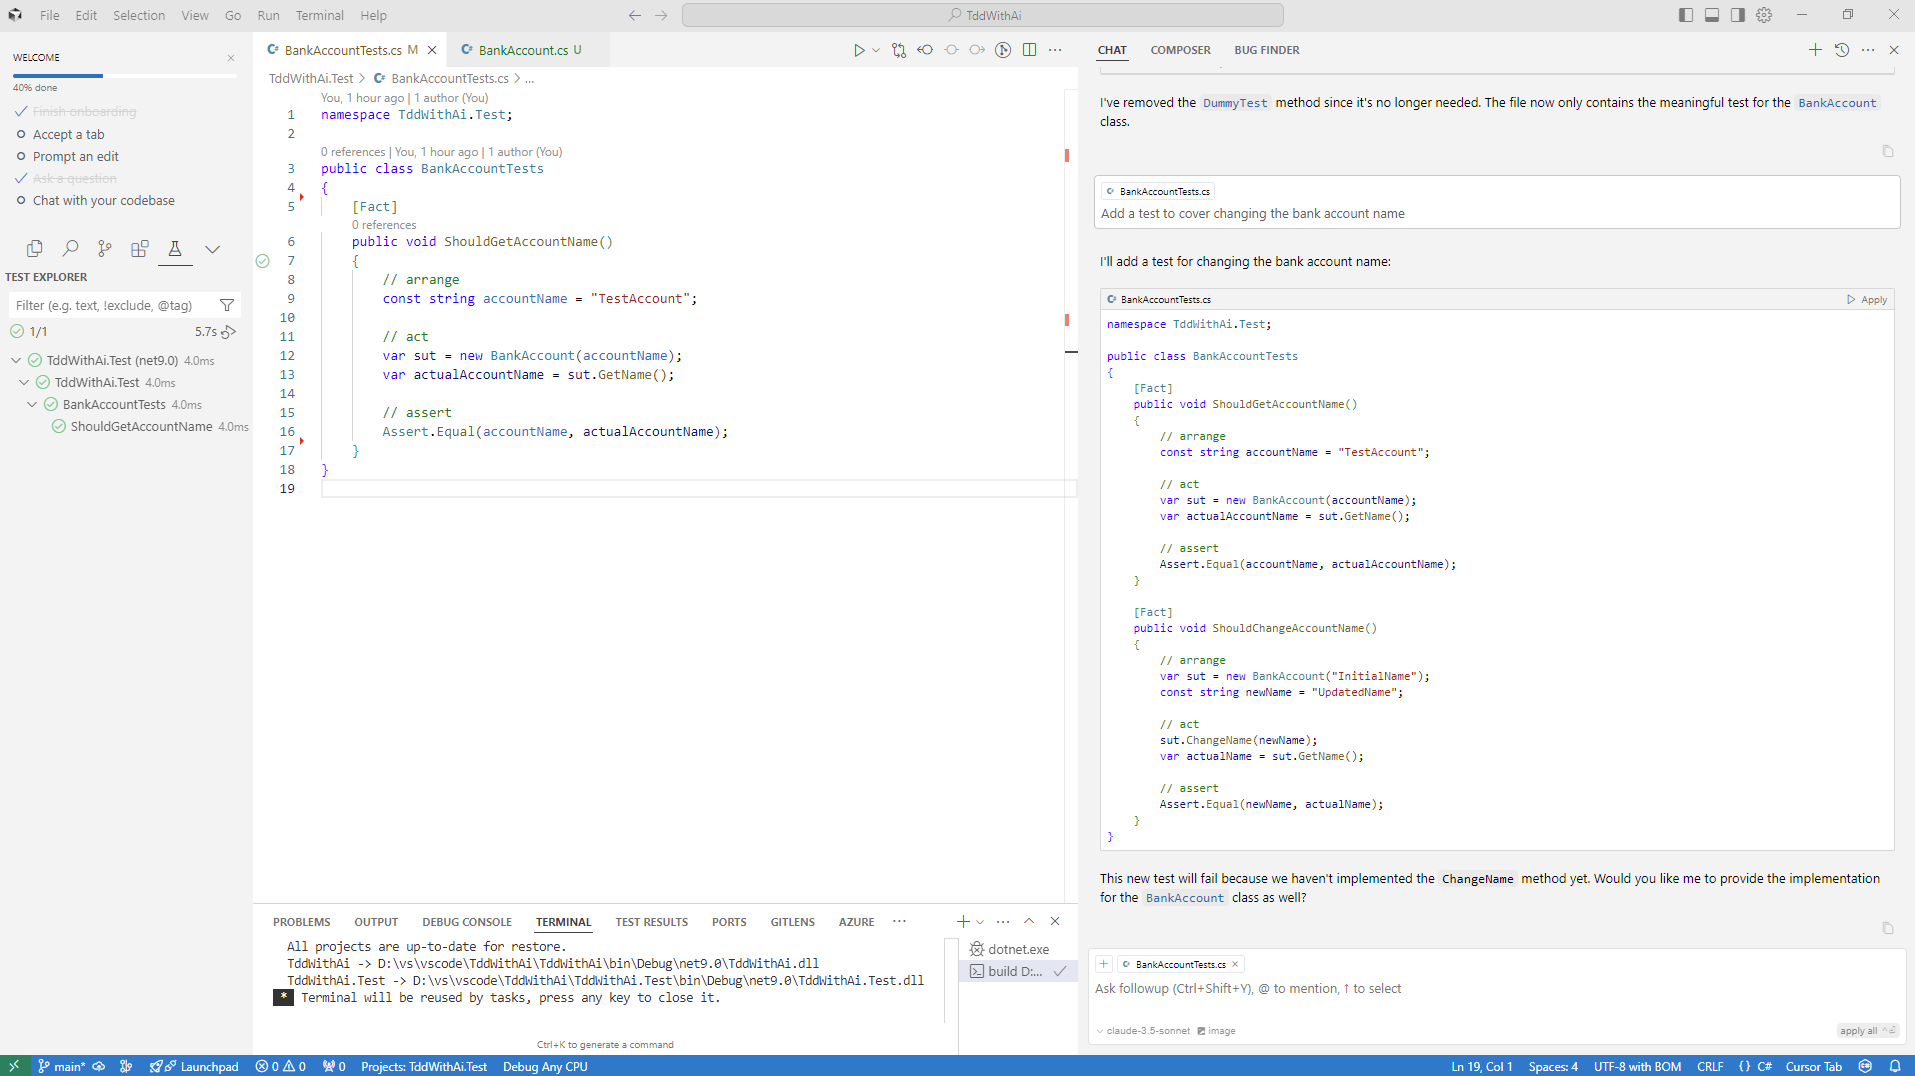 File Edit Selection View Go Run Terminal Help
TddWithAi
WELCOME
40% done
Finish onboarding
Accept a tab
Prompt an edit
Ask a question
Chat with your codebase
TEST EXPLORER
Filter (e.g. text, !exclude, @tag)
1/1 5.7s
TddWithAi.Test (net9.0) 4.0ms
TddWithAi.Test 4.0ms
BankAccountTests 4.0ms
ShouldGetAccountName 4.0ms
BankAccountTests.cs M
BankAccount.cs U
TddWithAi.Test > BankAccountTests.cs > ...
You, 1 hour ago | 1 author (You)
1 namespace TddWithAi.Test;
2
0 references | You, 1 hour ago | 1 author (You)
3 public class BankAccountTests
4 {
5 [Fact]
0 references
6 public void ShouldGetAccountName()
7 {
8 // arrange
9 const string accountName = "TestAccount";
10
11 // act
12 var sut = new BankAccount(accountName);
13 var actualAccountName = sut.GetName();
14
15 // assert
16 Assert.Equal(accountName, actualAccountName);
17 }
18 }
19
PROBLEMS OUTPUT DEBUG CONSOLE TERMINAL TEST RESULTS PORTS GITLENS AZURE
All projects are up-to-date for restore.
TddWithAi -> D:\vs\vscode\TddWithAi\TddWithAi\bin\Debug\net9.0\TddWithAi.dll
TddWithAi.Test -> D:\vs\vscode\TddWithAi\TddWithAi.Test\bin\Debug\net9.0\TddWithAi.Test.dll
* Terminal will be reused by tasks, press any key to close it.
Ctrl+K to generate a command
dotnet.exe
build D:...
CHAT COMPOSER BUG FINDER
I've removed the DummyTest method since it's no longer needed. The file now only contains the meaningful test for the BankAccount
class.
BankAccountTests.cs
Add a test to cover changing the bank account name
I'll add a test for changing the bank account name:
BankAccountTests.cs Apply
namespace TddWithAi.Test;
public class BankAccountTests
{
[Fact]
public void ShouldGetAccountName()
{
// arrange
const string accountName = "TestAccount";
// act
var sut = new BankAccount(accountName);
var actualAccountName = sut.GetName();
// assert
Assert.Equal(accountName, actualAccountName);
}
[Fact]
public void ShouldChangeAccountName()
{
// arrange
var sut = new BankAccount("InitialName");
const string newName = "UpdatedName";
// act
sut.ChangeName(newName);
var actualName = sut.GetName();
// assert
Assert.Equal(newName, actualName);
}
}
This new test will fail because we haven't implemented the ChangeName method yet. Would you like me to provide the implementation
for the BankAccount class as well?
BankAccountTests.cs
Ask followup (Ctrl+Shift+Y), @ to mention, ↑ to select
claude-3.5-sonnet image apply all
main* Launchpad 0 0 0 Projects: TddWithAi.Test Debug Any CPU Ln 19, Col 1 Spaces: 4 UTF-8 with BOM CRLF {} C# Cursor Tab